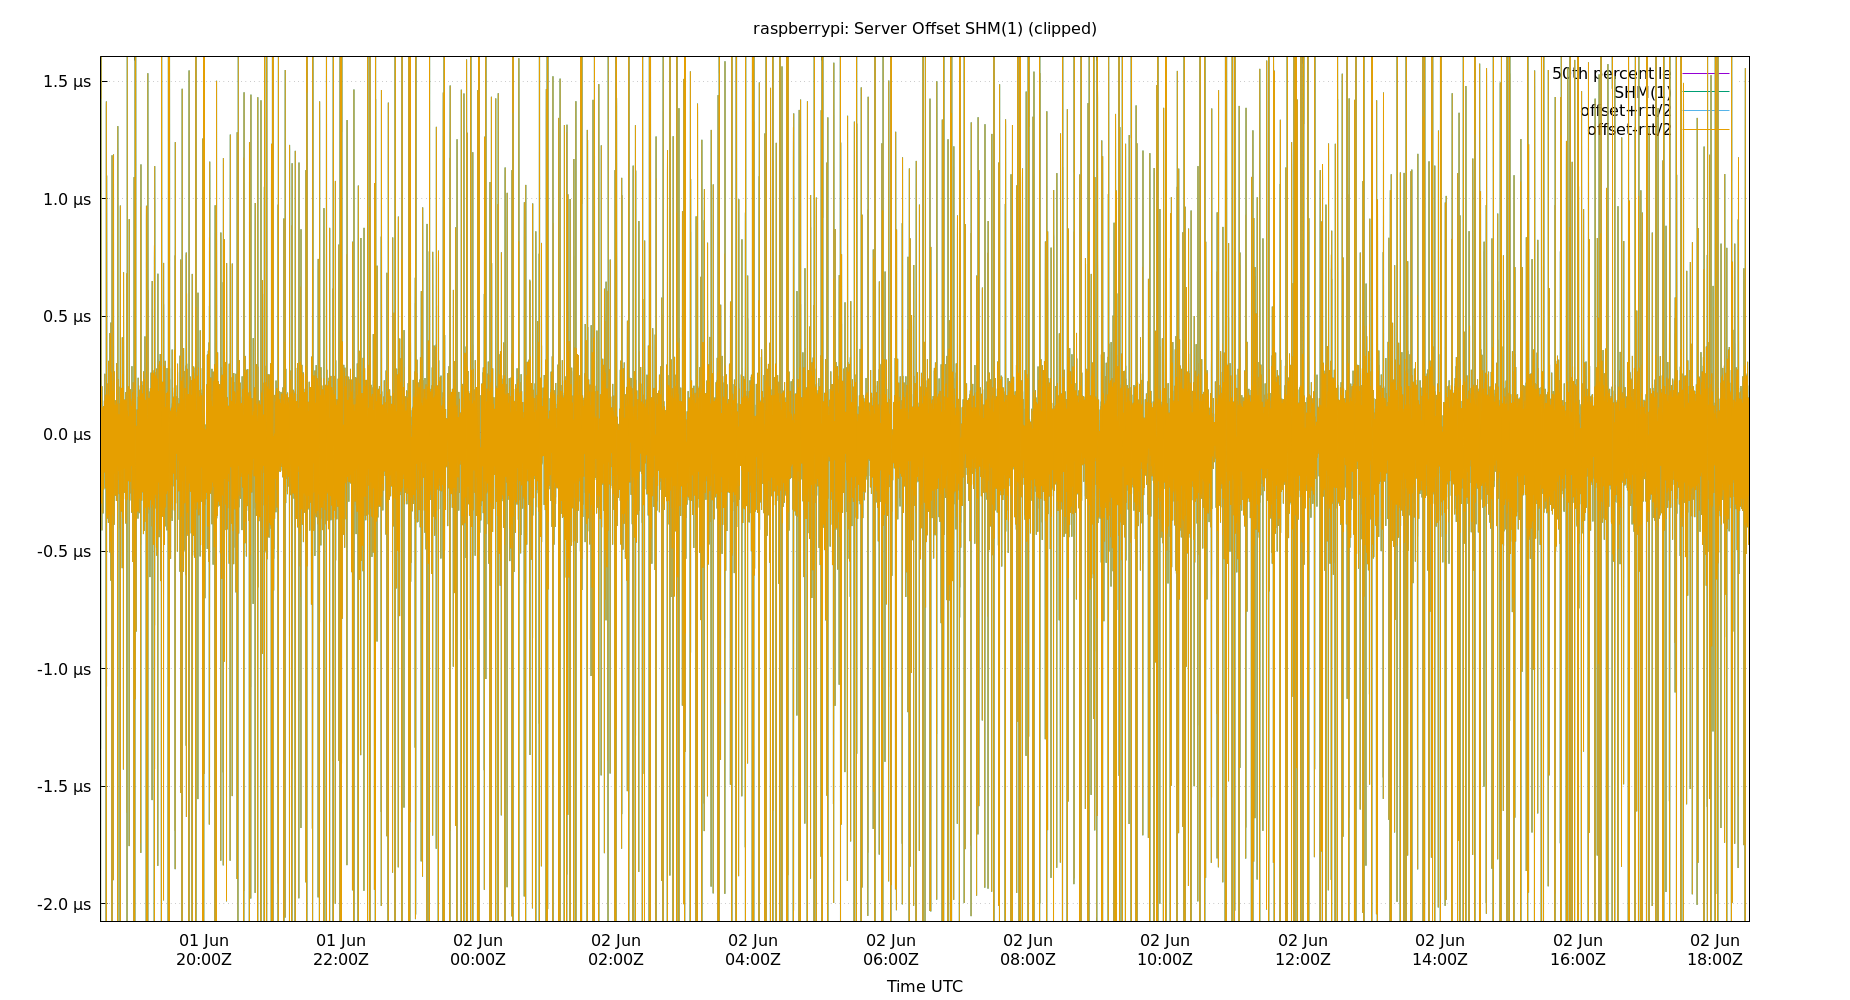 raspberrypi: Server Offset SHM(1) (clipped)
1.5 µs
1.0 µs
0.5 µs
0.0 µs
-0.5 µs
-1.0 µs
-1.5 µs
-2.0 µs
50th percentile
SHM(1)
offset+rtt/2
offset-rtt/2
01 Jun 01 Jun 02 Jun 02 Jun 02 Jun 02 Jun 02 Jun 02 Jun 02 Jun 02 Jun 02 Jun 02 Jun
20:00Z 22:00Z 00:00Z 02:00Z 04:00Z 06:00Z 08:00Z 10:00Z 12:00Z 14:00Z 16:00Z 18:00Z
Time UTC